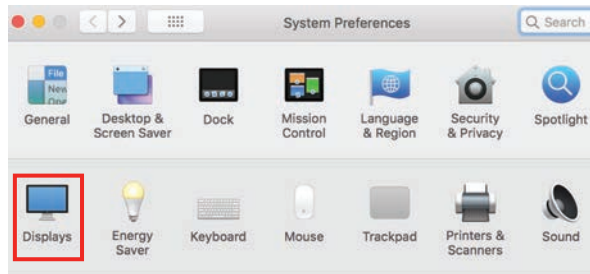 System Preferences
Search
File
New
General
Desktop &
Screen Saver
Dock
Mission
Control
Language
& Region
Security
& Privacy
Spotlight
Displays
Energy
Saver
Keyboard
Mouse
Trackpad
Printers &
Scanners
Sound